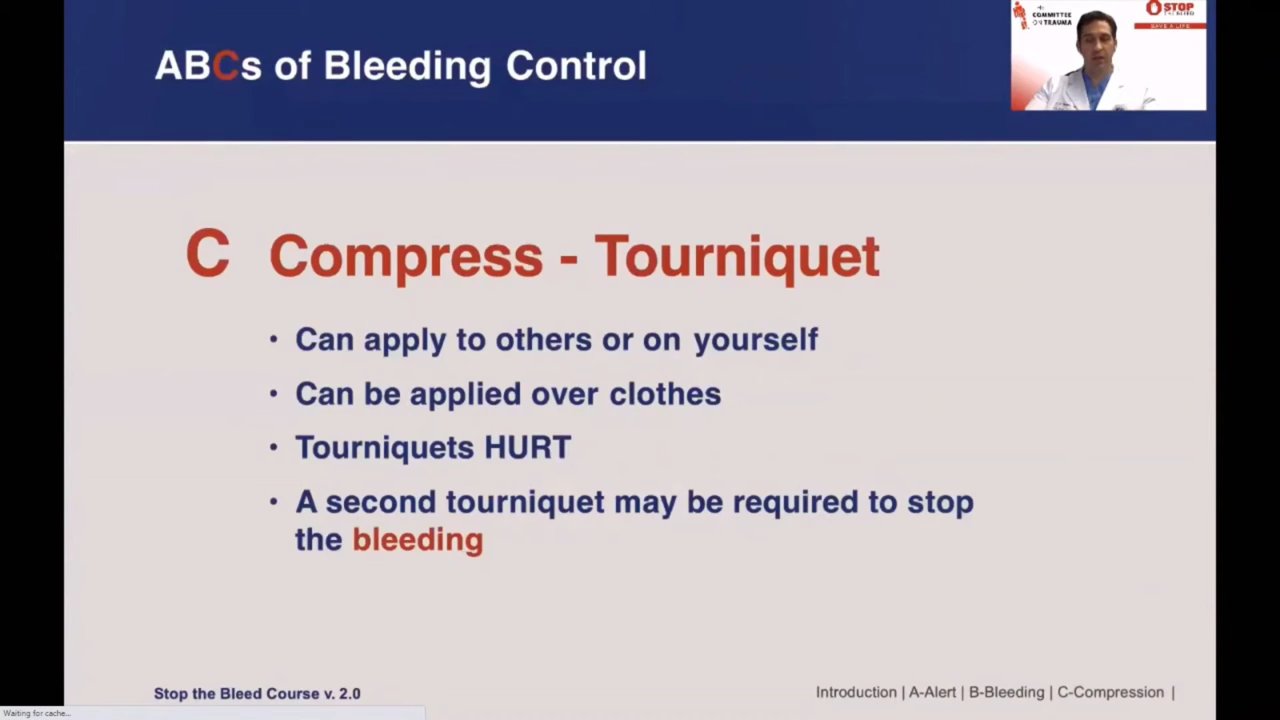 ABCs of Bleeding Control
COMMITTEE
ON TRAUMA
STOP
SAVE A LIFE
C Compress - Tourniquet
• Can apply to others or on yourself
• Can be applied over clothes
• Tourniquets HURT
• A second tourniquet may be required to stop
the bleeding
Stop the Bleed Course v. 2.0
Introduction | A-Alert | B-Bleeding | C-Compression |
Waiting for cache...